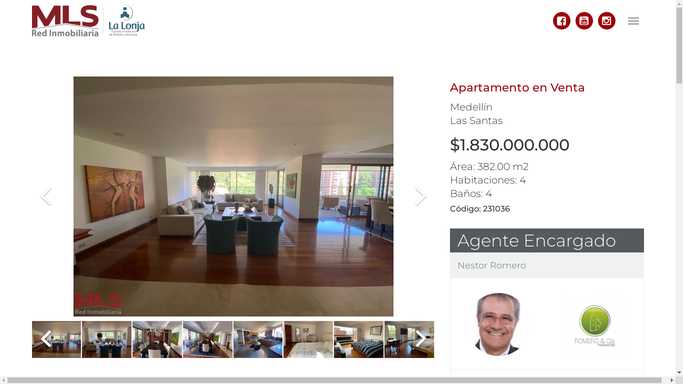 MLS
Red Inmobiliaria
La Lonja
Apartamento en Venta
Medellín
Las Santas
$1.830.000.000
Área: 382.00 m2
Habitaciones: 4
Baños: 4
Código: 231036
Agente Encargado
Nestor Romero
MLS
Red Inmobiliaria
ROMERO & Cía